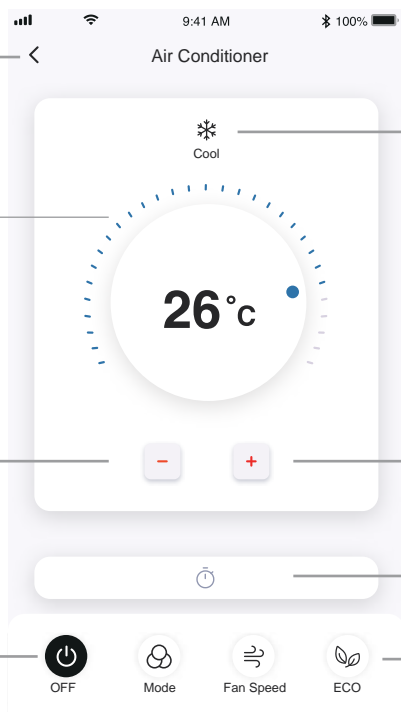 9:41 AM 100%
Air Conditioner
Cool
26°C
− +
OFF Mode Fan Speed ECO